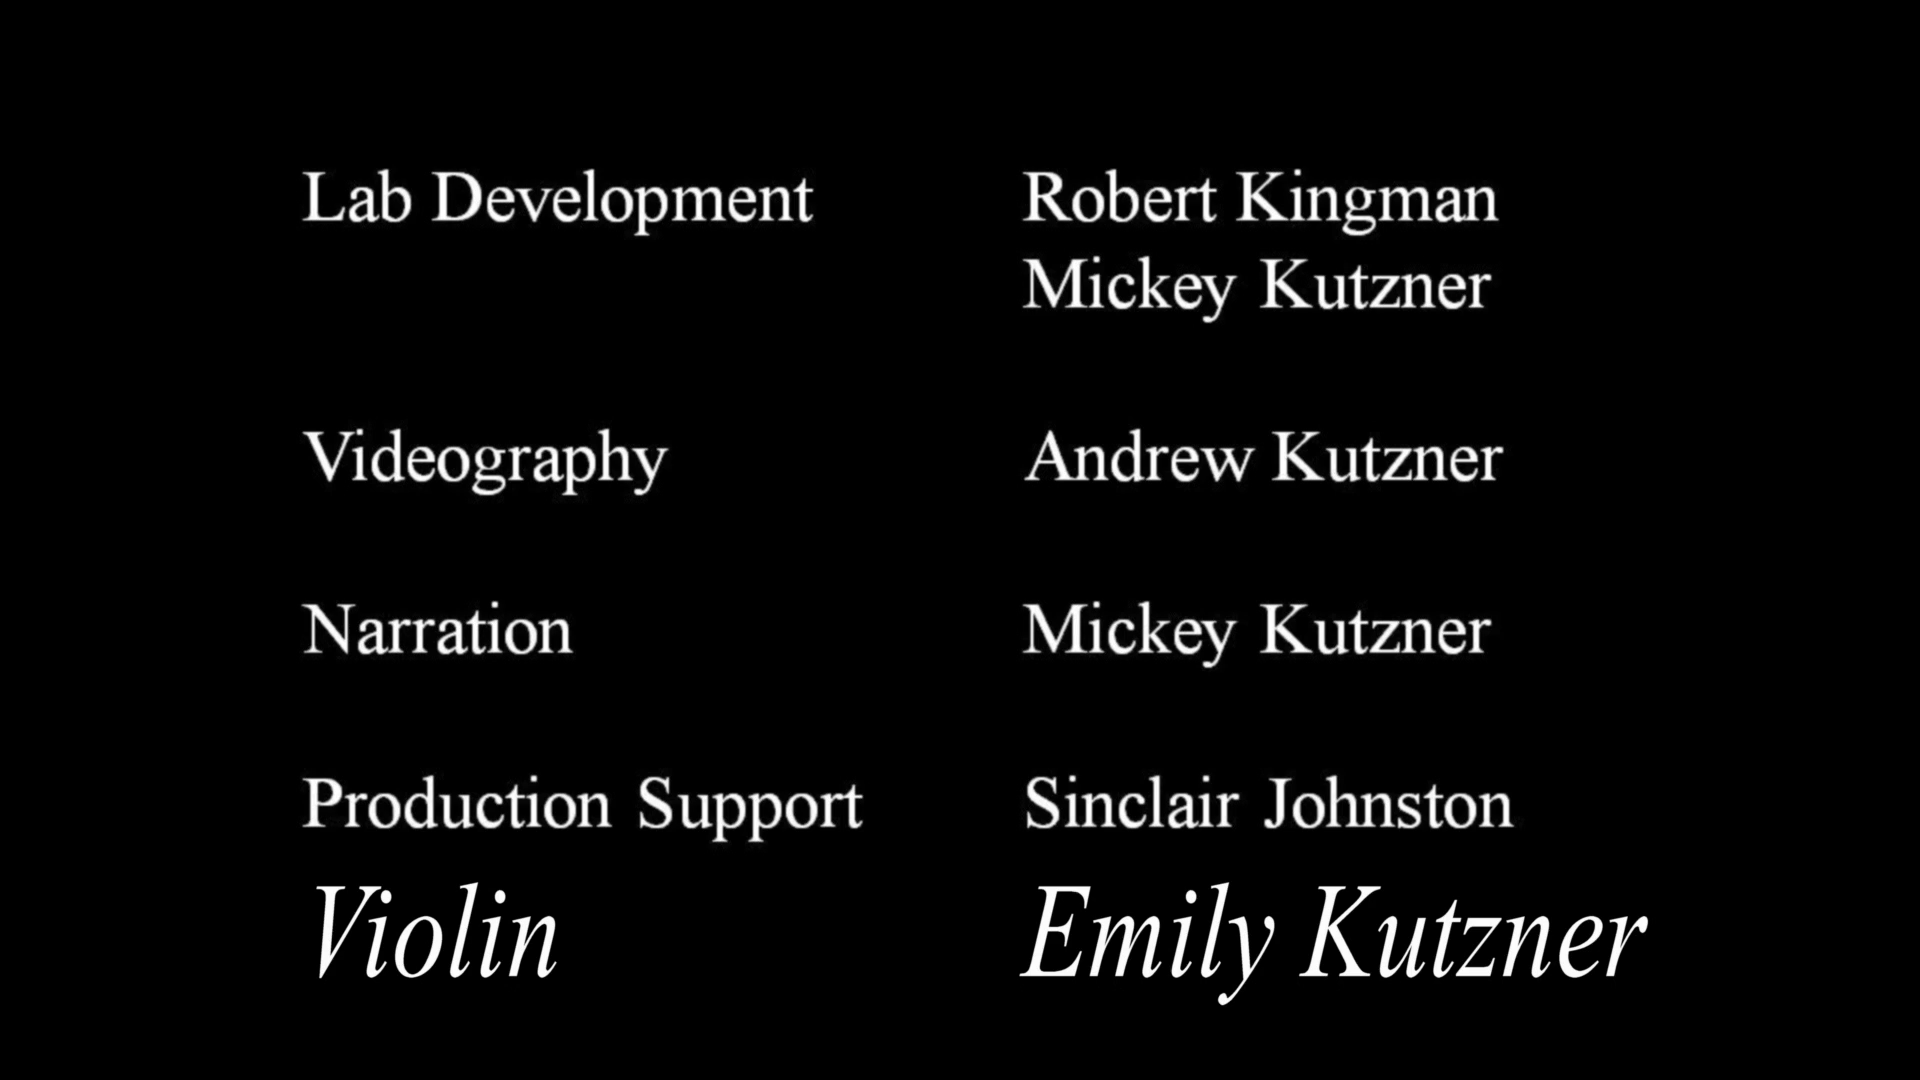 Lab Development Robert Kingman
Mickey Kutzner
Videography Andrew Kutzner
Narration Mickey Kutzner
Production Support Sinclair Johnston
Violin Emily Kutzner